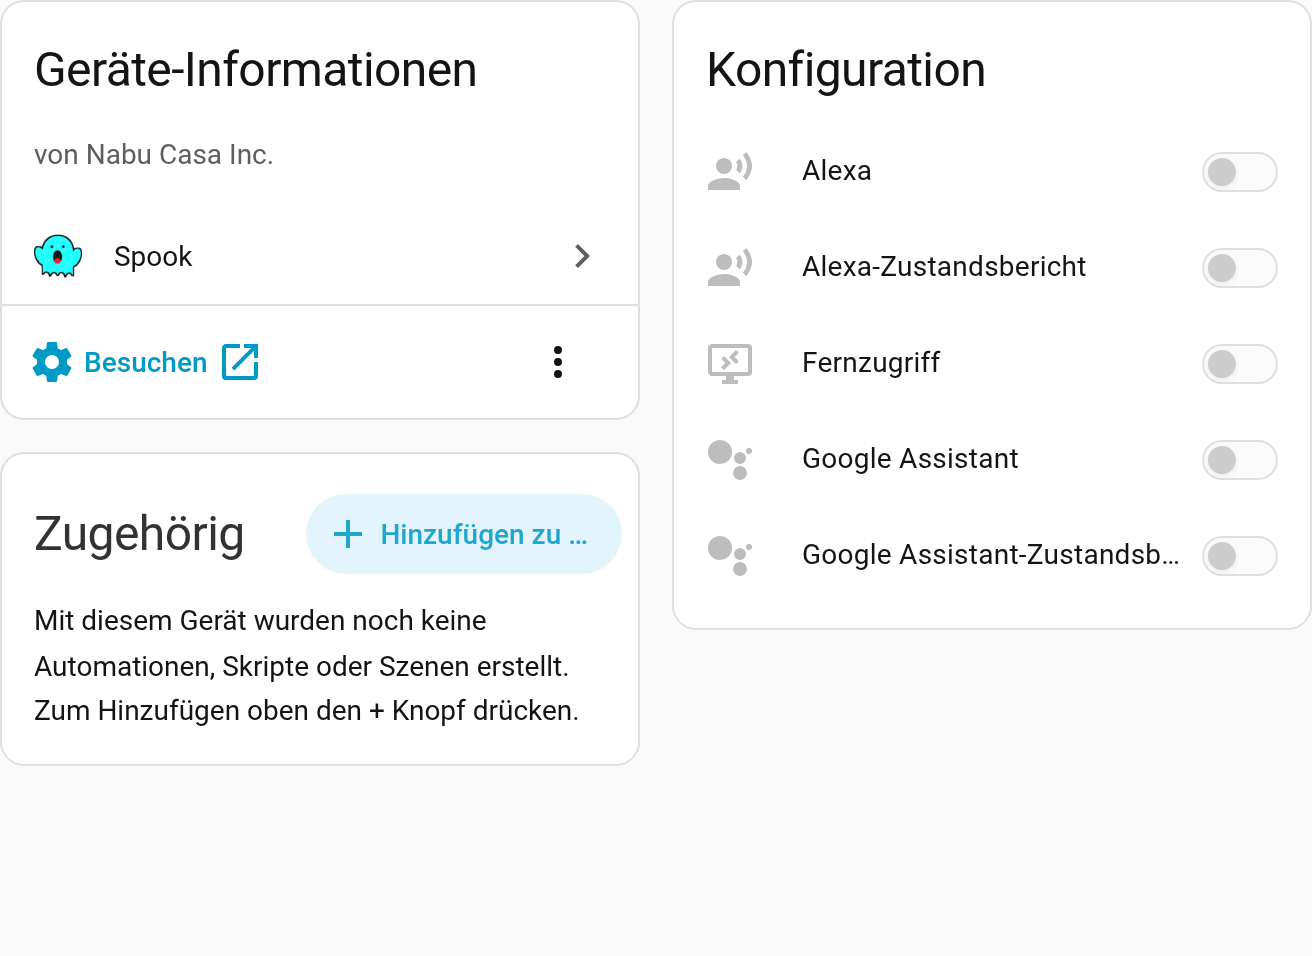 Geräte-Informationen
von Nabu Casa Inc.
Spook
Besuchen
Zugehörig
Hinzufügen zu ...
Mit diesem Gerät wurden noch keine
Automationen, Skripte oder Szenen erstellt.
Zum Hinzufügen oben den + Knopf drücken.
Konfiguration
Alexa
Alexa-Zustandsbericht
Fernzugriff
Google Assistant
Google Assistant-Zustandsb...